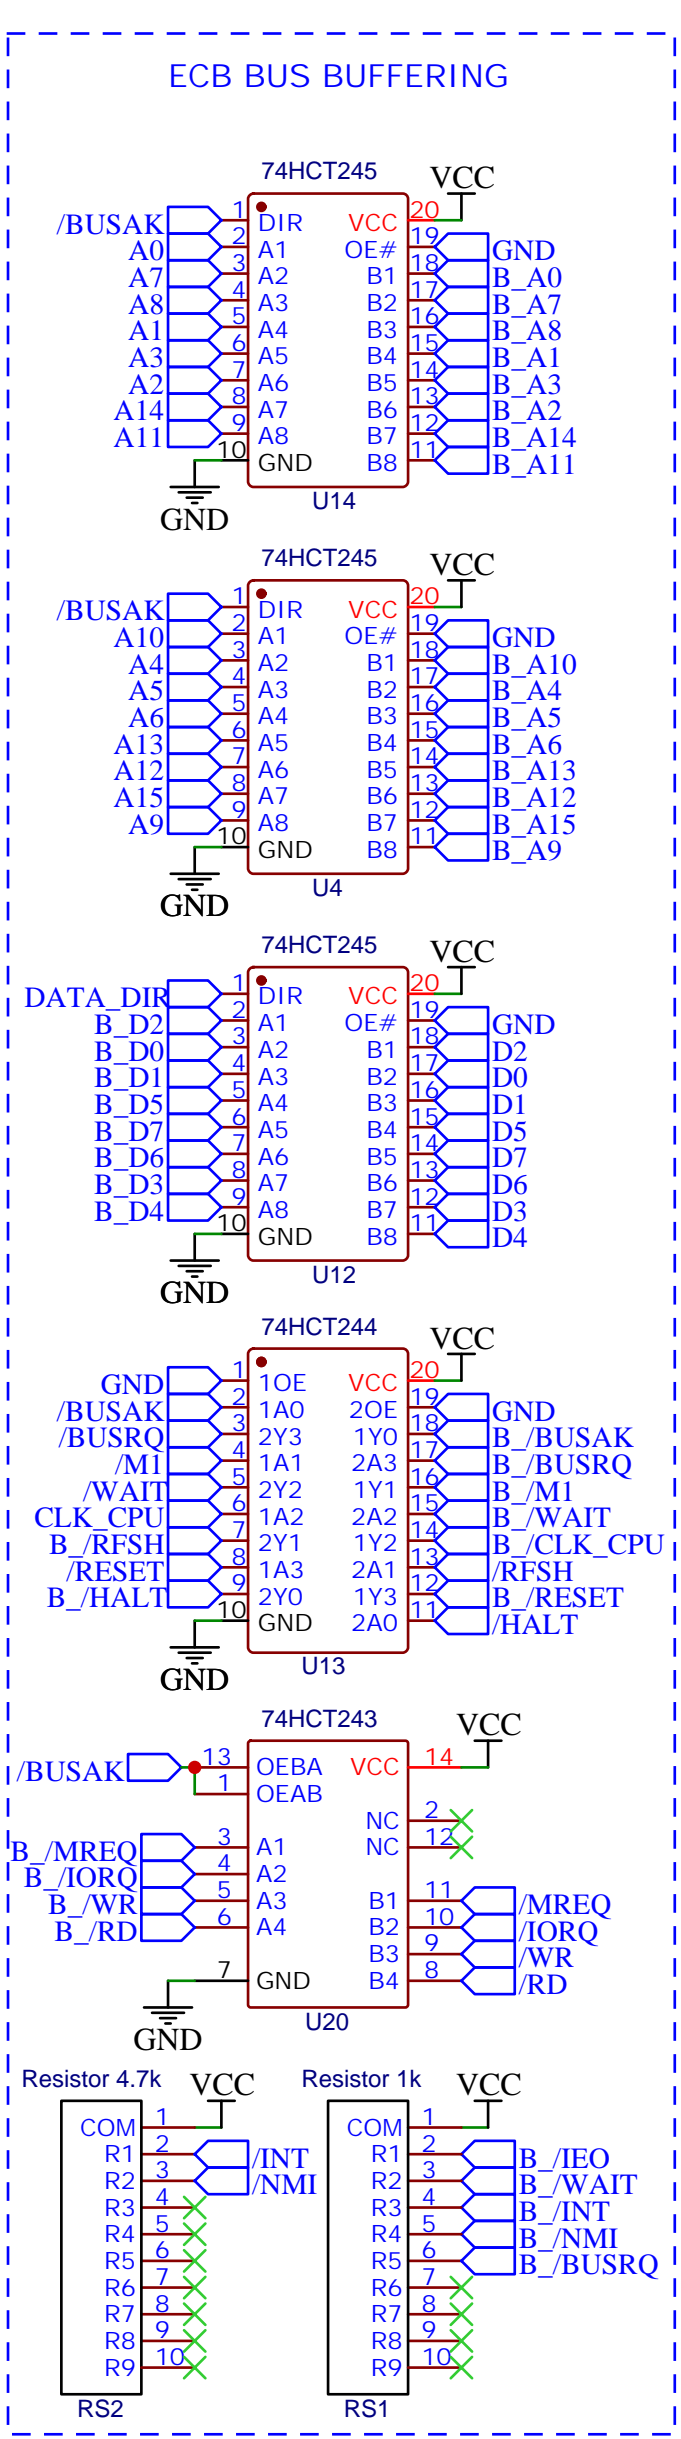 ECB BUS BUFFERING
74HCT245
VCC
/BUSAK 1 DIR VCC 20
A0 2 A1 OE# 19 GND
A7 3 A2 B1 18 B_A0
A8 4 A3 B2 17 B_A7
A1 5 A4 B3 16 B_A8
A3 6 A5 B4 15 B_A1
A2 7 A6 B5 14 B_A3
A14 8 A7 B6 13 B_A2
A11 9 A8 B7 12 B_A14
10 GND B8 11 B_A11
GND
U14
74HCT245
VCC
/BUSAK 1 DIR VCC 20
A10 2 A1 OE# 19 GND
A4 3 A2 B1 18 B_A10
A5 4 A3 B2 17 B_A4
A6 5 A4 B3 16 B_A5
A13 6 A5 B4 15 B_A6
A12 7 A6 B5 14 B_A13
A15 8 A7 B6 13 B_A12
A9 9 A8 B7 12 B_A15
10 GND B8 11 B_A9
U4
GND
74HCT245
VCC
DATA_DIR 1 DIR VCC 20
B_D2 2 A1 OE# 19 GND
B_D0 3 A2 B1 18 D2
B_D1 4 A3 B2 17 D0
B_D5 5 A4 B3 16 D1
B_D7 6 A5 B4 15 D5
B_D6 7 A6 B5 14 D7
B_D3 8 A7 B6 13 D6
B_D4 9 A8 B7 12 D3
10 GND B8 11 D4
U12
GND
74HCT244
VCC
GND 1 1OE VCC 20
/BUSAK 2 1A0 2OE 19 GND
/BUSRQ 3 2Y3 1Y0 18 B_/BUSAK
/M1 4 1A1 2A3 17 B_/BUSRQ
/WAIT 5 2Y2 1Y1 16 B_/M1
CLK_CPU 6 1A2 2A2 15 B_/WAIT
B_/RFSH 7 2Y1 1Y2 14 B_/CLK_CPU
/RESET 8 1A3 2A1 13 /RFSH
B_/HALT 9 2Y0 1Y3 12 B_/RESET
10 GND 2A0 11 /HALT
U13
GND
74HCT243
VCC
/BUSAK 13 OEBA VCC 14
1 OEAB
NC 2
B_/MREQ 3 A1 NC 12
B_/IORQ 4 A2
B_/WR 5 A3 B1 11 /MREQ
B_/RD 6 A4 B2 10 /IORQ
B3 9 /WR
7 GND B4 8 /RD
U20
GND
Resistor 4.7k VCC
COM 1
R1 2 /INT
R2 3 /NMI
R3 4
R4 5
R5 6
R6 7
R7 8
R8 9
R9 10
RS2
Resistor 1k VCC
COM 1
R1 2 B_/IEO
R2 3 B_/WAIT
R3 4 B_/INT
R4 5 B_/NMI
R5 6 B_/BUSRQ
R6 7
R7 8
R8 9
R9 10
RS1